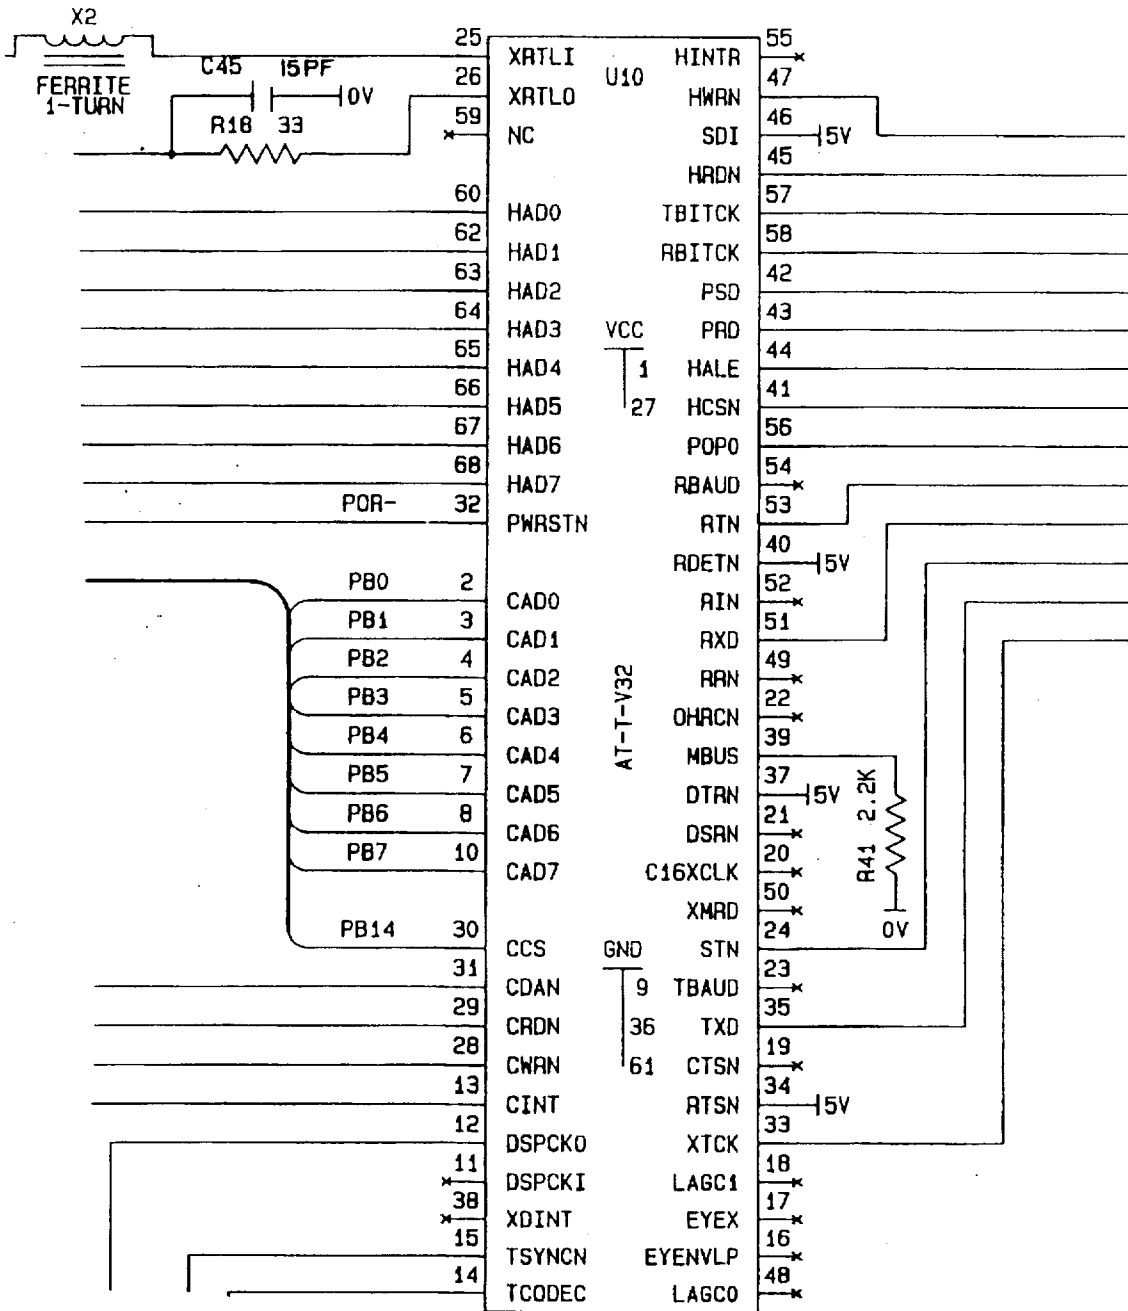 X2
FERRITE
1-TURN
C45 15PF
0V
R18 33
U10
25 XRTLI HINTR 55
26 XRTLO HWRN 47
59 NC SDI 46 5V
HRDN 45
60 HAD0 TBITCK 57
62 HAD1 RBITCK 58
63 HAD2 PSD 42
64 HAD3 VCC PRD 43
65 HAD4 1 HALE 44
66 HAD5 27 HCSN 41
67 HAD6 POPO 56
68 HAD7 RBAUD 54
POR- 32 PWRSTN RTN 53
RDETN 40 5V
PB0 2 CAD0 RIN 52
PB1 3 CAD1 RXD 51
PB2 4 CAD2 RRN 49
PB3 5 CAD3 OHRCN 22
PB4 6 CAD4 MBUS 39
PB5 7 CAD5 DTRN 37 5V
PB6 8 CAD6 DSRN 21
PB7 10 CAD7 C16XCLK 20
AT-T-V32
R41 2.2K
0V
XMRD 50
PB14 30 CCS GND STN 24
31 CDAN 9 TBAUD 23
29 CRDN 36 TXD 35
28 CWRN 61 CTSN 19
13 CINT RTSN 34 5V
12 DSPCKO XTCK 33
11 DSPCKI LAGC1 18
38 XDINT EYEX 17
15 TSYNCN EYENVLP 16
14 TCODEC LAGC0 48